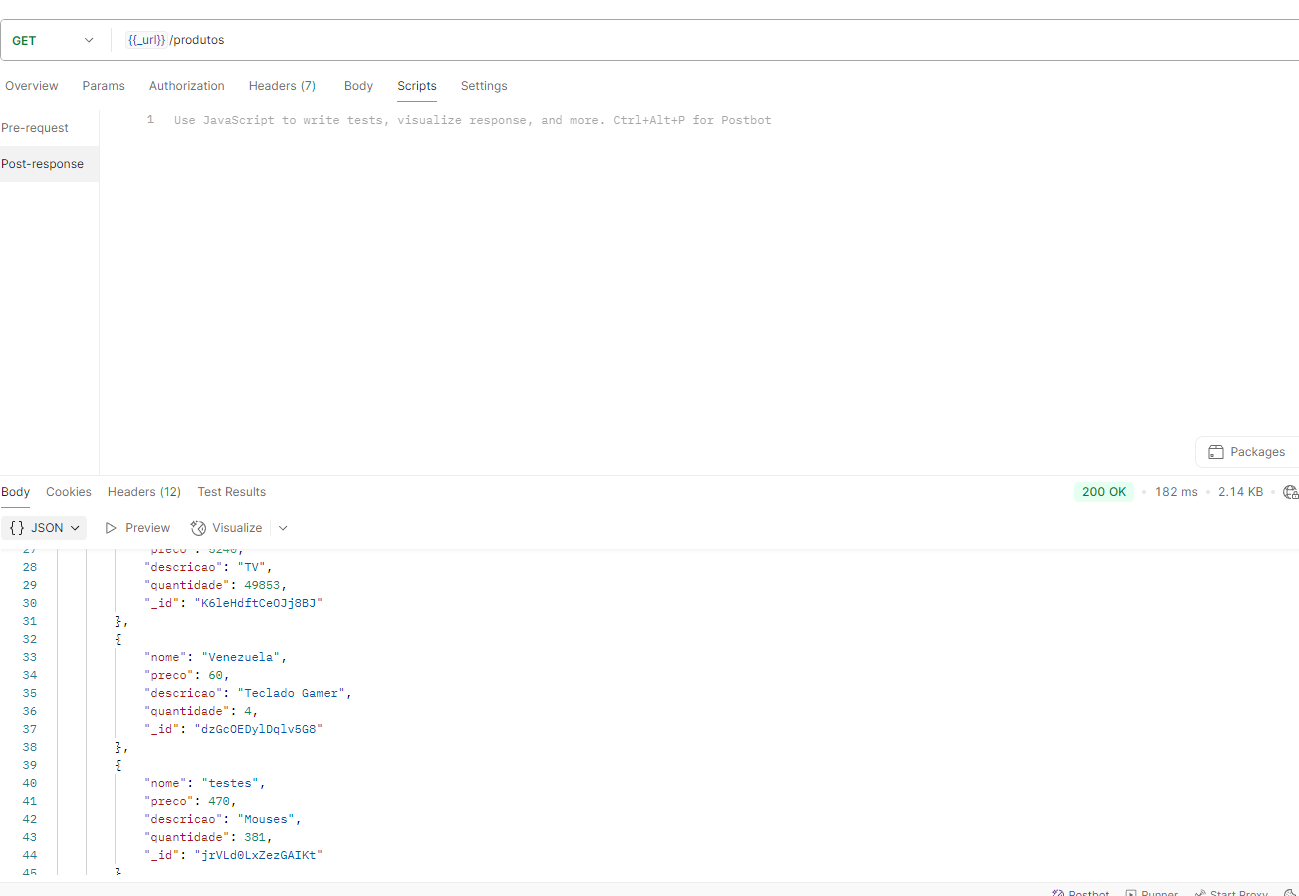 GET {{_url}} /produtos
Overview Params Authorization Headers (7) Body Scripts Settings
Pre-request
Post-response
1 Use JavaScript to write tests, visualize response, and more. Ctrl+Alt+P for Postbot
Packages
Body Cookies Headers (12) Test Results 200 OK 182 ms 2.14 KB
{} JSON Preview Visualize
27 "preco": 5240,
28 "descricao": "TV",
29 "quantidade": 49853,
30 "_id": "K6leHdftCeOJj8BJ"
31 },
32 {
33 "nome": "Venezuela",
34 "preco": 60,
35 "descricao": "Teclado Gamer",
36 "quantidade": 4,
37 "_id": "dzGcOEDylDqlv5G8"
38 },
39 {
40 "nome": "testes",
41 "preco": 470,
42 "descricao": "Mouses",
43 "quantidade": 381,
44 "_id": "jrVLd0LxZezGAIKt"
45 }
Postbot Runner Start Proxy